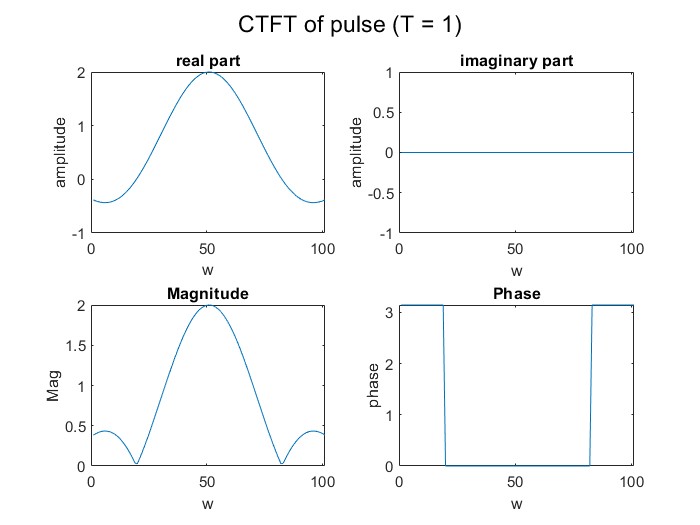 CTFT of pulse (T = 1)
real part
2
1
0
-1
amplitude
0
50
100
w
imaginary part
1
0.5
0
-0.5
-1
amplitude
0
50
100
w
Magnitude
2
1.5
1
0.5
0
Mag
0
50
100
w
Phase
3
2
1
0
phase
0
50
100
w